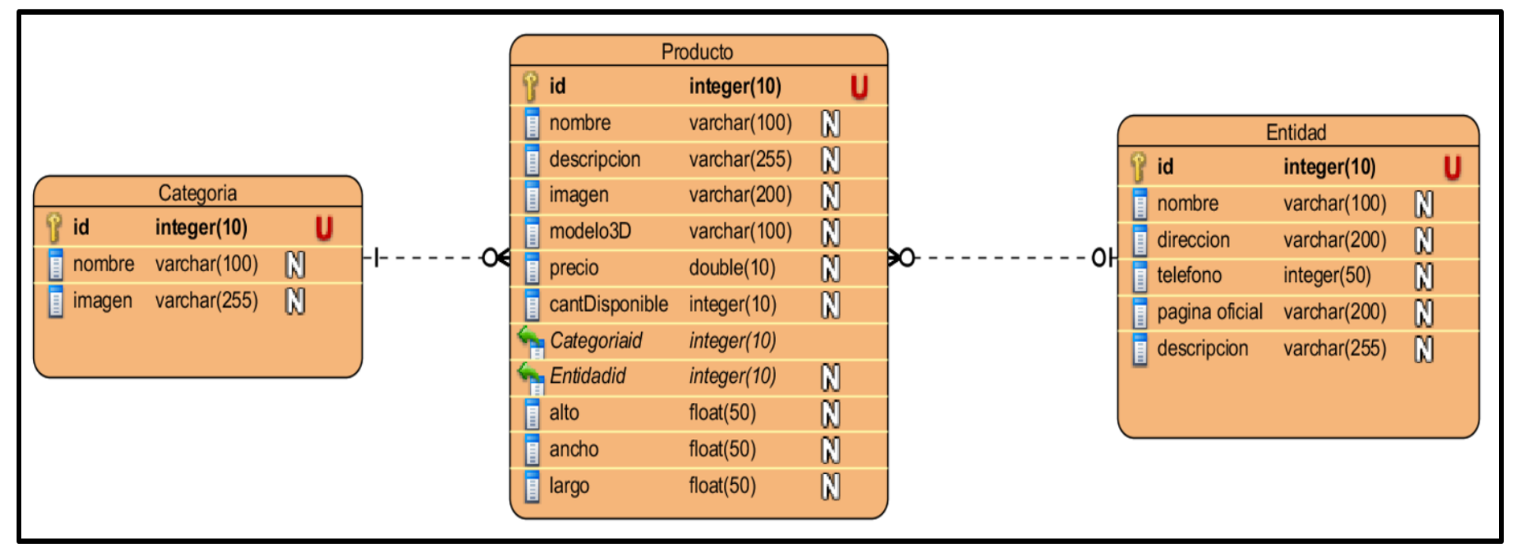 Categoria
id integer(10) U
nombre varchar(100) N
imagen varchar(255) N
Producto
id integer(10) U
nombre varchar(100) N
descripcion varchar(255) N
imagen varchar(200) N
modelo3D varchar(100) N
precio double(10) N
cantDisponible integer(10) N
Categoriaid integer(10)
Entidadid integer(10) N
alto float(50) N
ancho float(50) N
largo float(50) N
Entidad
id integer(10) U
nombre varchar(100) N
direccion varchar(200) N
telefono integer(50) N
pagina oficial varchar(200) N
descripcion varchar(255) N